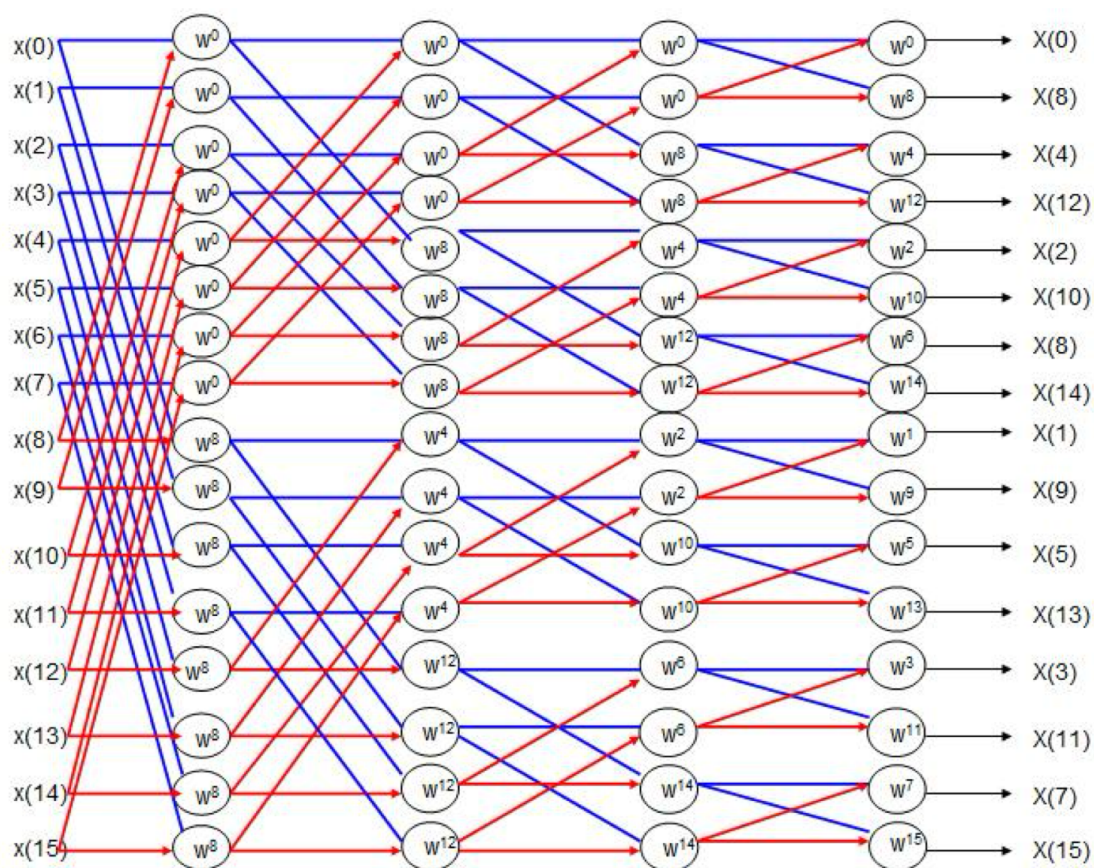 x(0) W⁰ W⁰ W⁰ W⁰ X(0)
x(1) W⁰ W⁰ W⁰ W⁸ X(8)
x(2) W⁰ W⁰ W⁸ W⁴ X(4)
x(3) W⁰ W⁰ W⁸ W¹² X(12)
x(4) W⁰ W⁸ W⁴ W² X(2)
x(5) W⁰ W⁸ W⁴ W¹⁰ X(10)
x(6) W⁰ W⁸ W¹² W⁶ X(8)
x(7) W⁰ W⁸ W¹² W¹⁴ X(14)
x(8) W⁸ W⁴ W² W¹ X(1)
x(9) W⁸ W⁴ W² W⁹ X(9)
x(10) W⁸ W⁴ W¹⁰ W⁵ X(5)
x(11) W⁸ W⁴ W¹⁰ W¹³ X(13)
x(12) W⁸ W¹² W⁶ W³ X(3)
x(13) W⁸ W¹² W⁶ W¹¹ X(11)
x(14) W⁸ W¹² W¹⁴ W⁷ X(7)
x(15) W⁸ W¹² W¹⁴ W¹⁵ X(15)